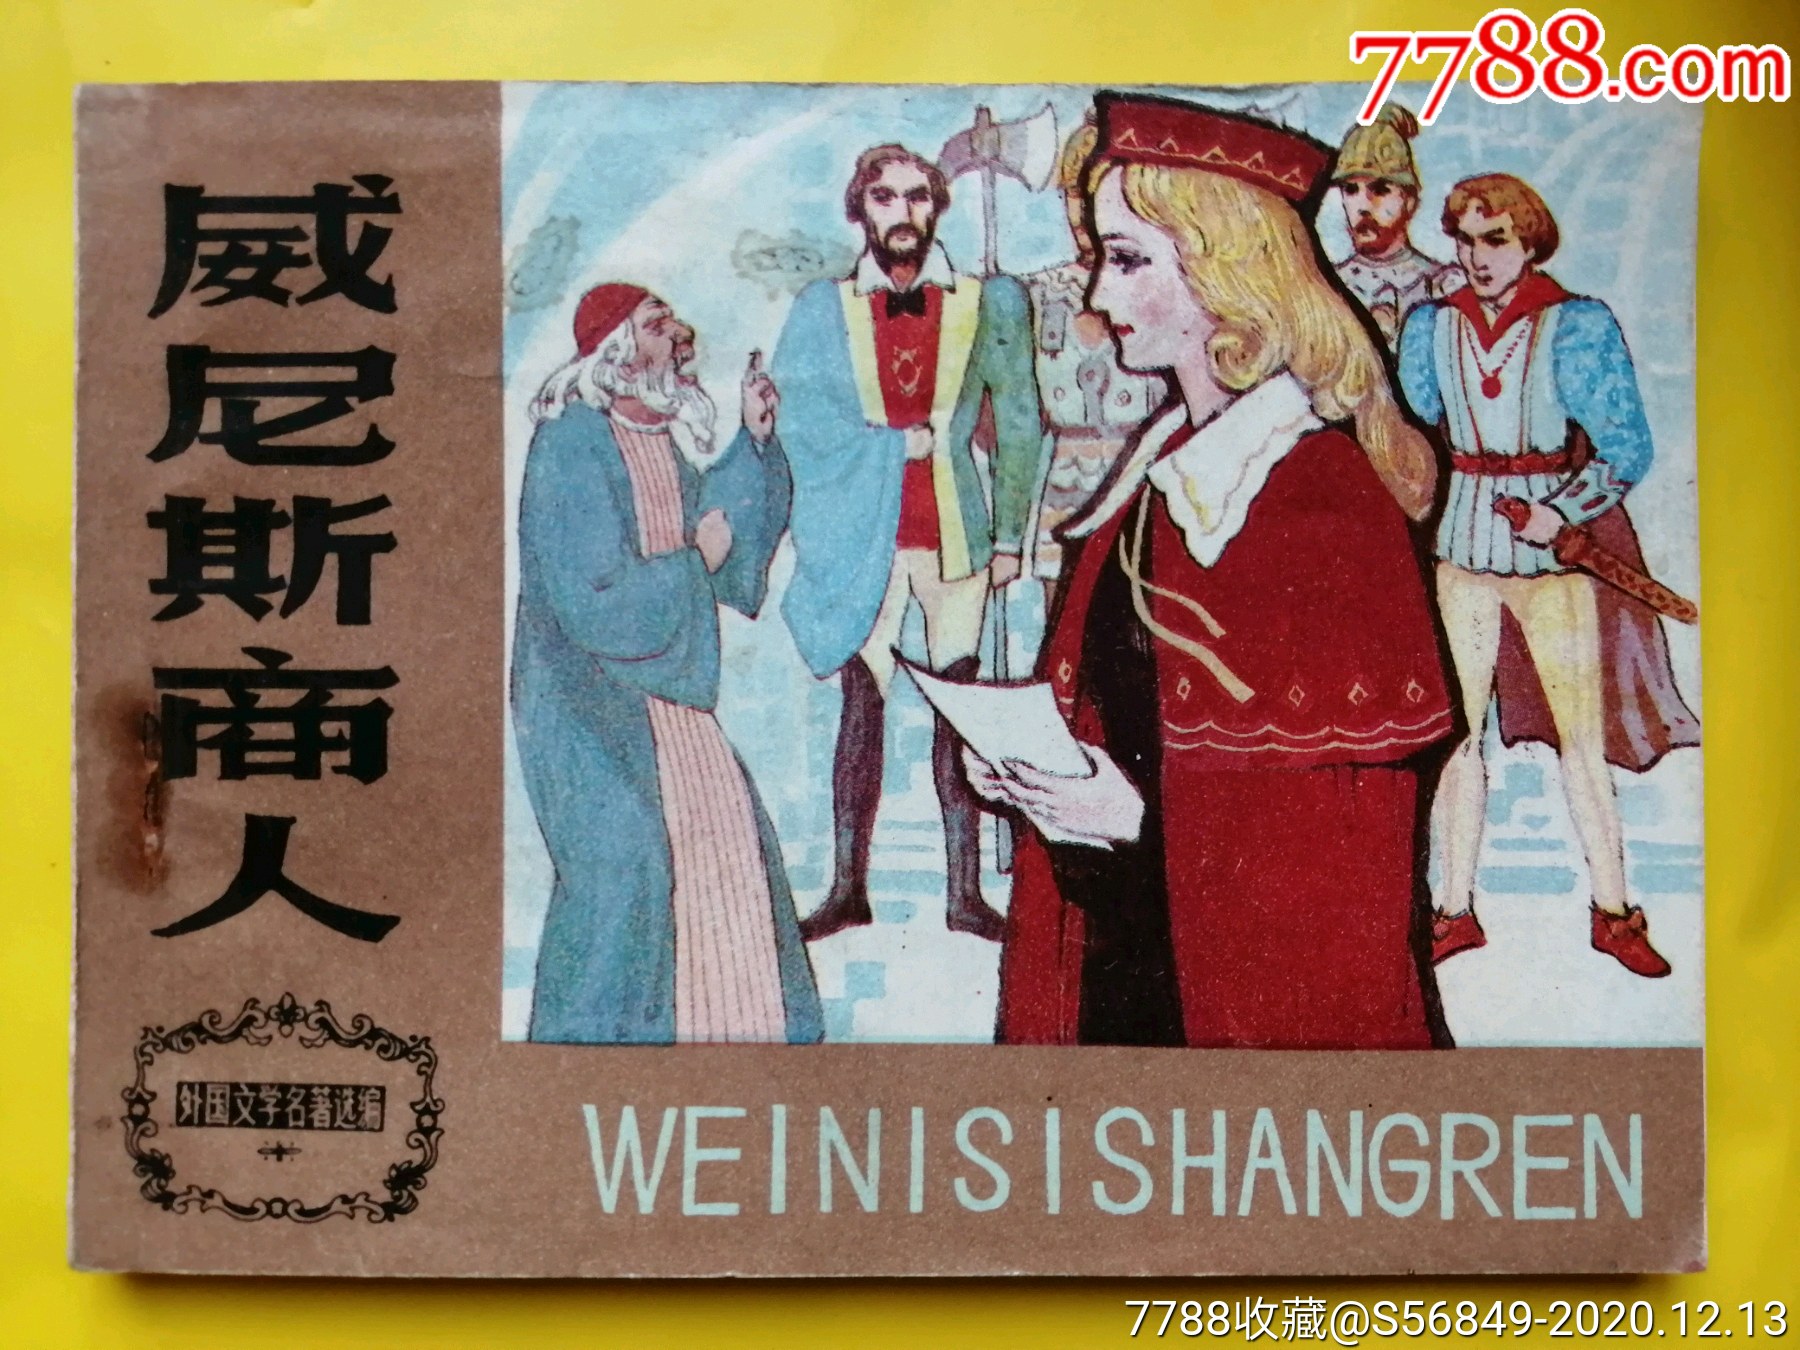 7788.com
威尼斯商人
外国文学名著选编
WEINISISHANGREN
7788收藏@S56849-2020.12.13